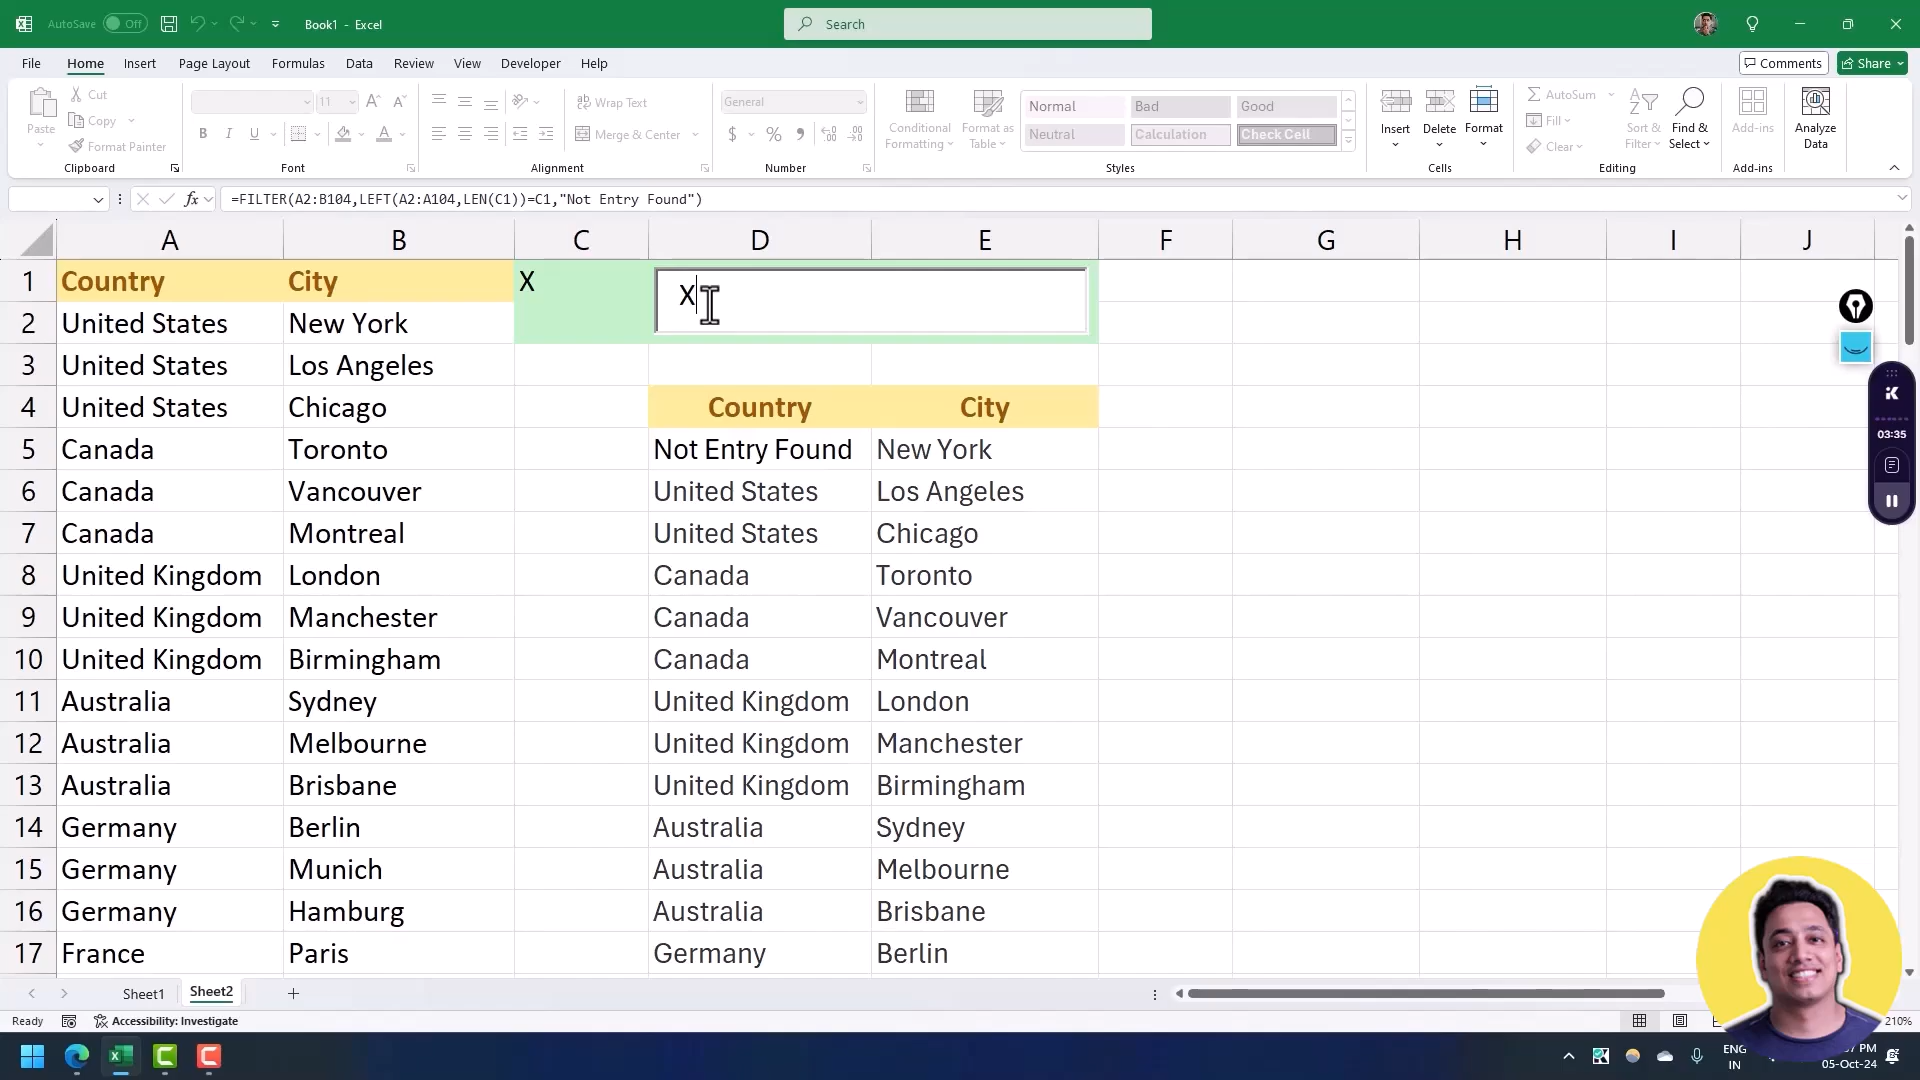 AutoSave Off Book1 - Excel Search
File Home Insert Page Layout Formulas Data Review View Developer Help Comments Share
Paste Cut Copy Format Painter Clipboard
11 B I U Font
Wrap Text Merge & Center Alignment
General $ % Number
Conditional Formatting Format as Table Normal Bad Good Neutral Calculation Check Cell Styles
Insert Delete Format Cells
AutoSum Fill Clear Sort & Filter Find & Select Editing
Add-ins Add-ins
Analyze Data
fx =FILTER(A2:B104,LEFT(A2:A104,LEN(C1))=C1,"Not Entry Found")
A B C D E F G H I J
1 Country City X X
2 United States New York
3 United States Los Angeles
4 United States Chicago Country City
5 Canada Toronto Not Entry Found New York
6 Canada Vancouver United States Los Angeles
7 Canada Montreal United States Chicago
8 United Kingdom London Canada Toronto
9 United Kingdom Manchester Canada Vancouver
10 United Kingdom Birmingham Canada Montreal
11 Australia Sydney United Kingdom London
12 Australia Melbourne United Kingdom Manchester
13 Australia Brisbane United Kingdom Birmingham
14 Germany Berlin Australia Sydney
15 Germany Munich Australia Melbourne
16 Germany Hamburg Australia Brisbane
17 France Paris Germany Berlin
03:35
Sheet1 Sheet2
Ready Accessibility: Investigate 210%
ENG IN PM 05-Oct-24